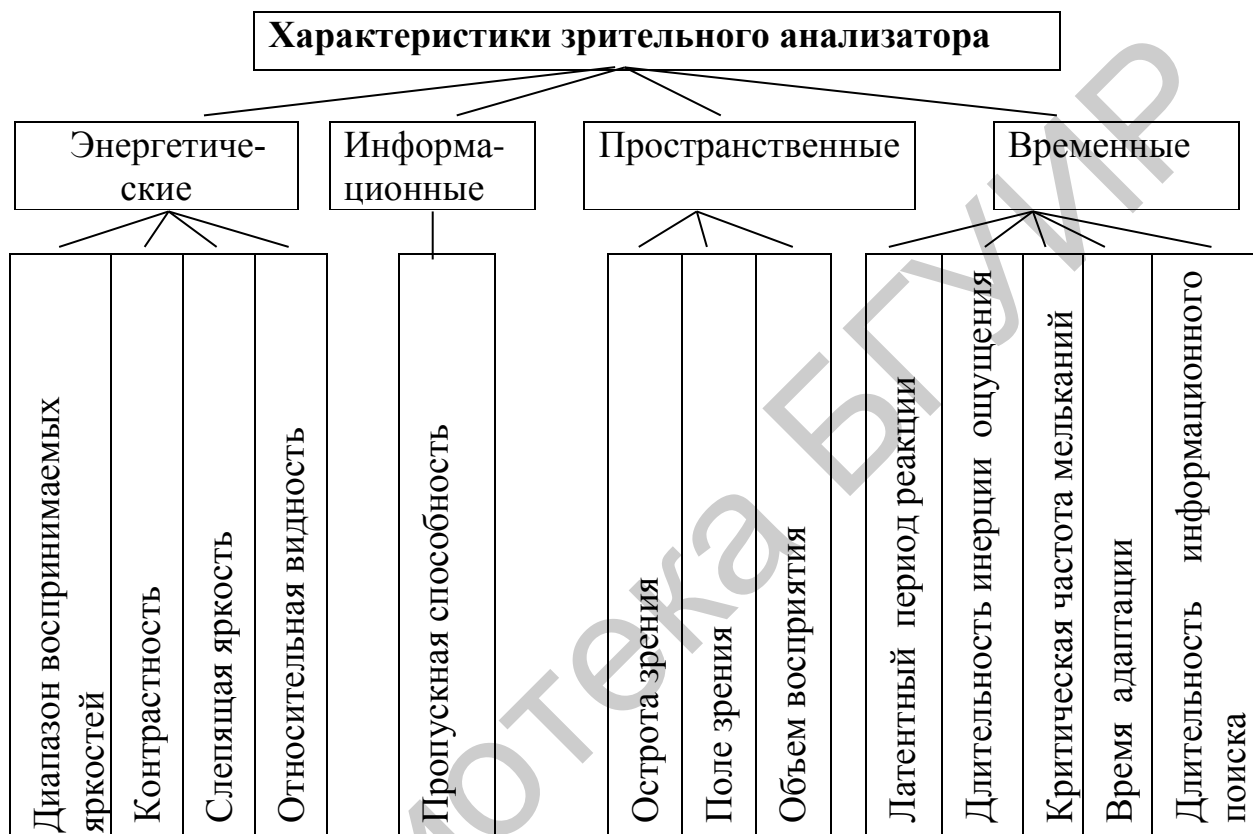 Характеристики зрительного анализатора
Энергетиче-
ские
Информа-
ционные
Пространственные
Временные
Диапазон воспринимаемых
яркостей
Контрастность
Слепящая яркость
Относительная видность
Пропускная способность
Острота зрения
Поле зрения
Объем восприятия
Латентный период реакции
Длительность инерции ощущения
Критическая частота мельканий
Время адаптации
Длительность информационного
поиска
отека БГУИР